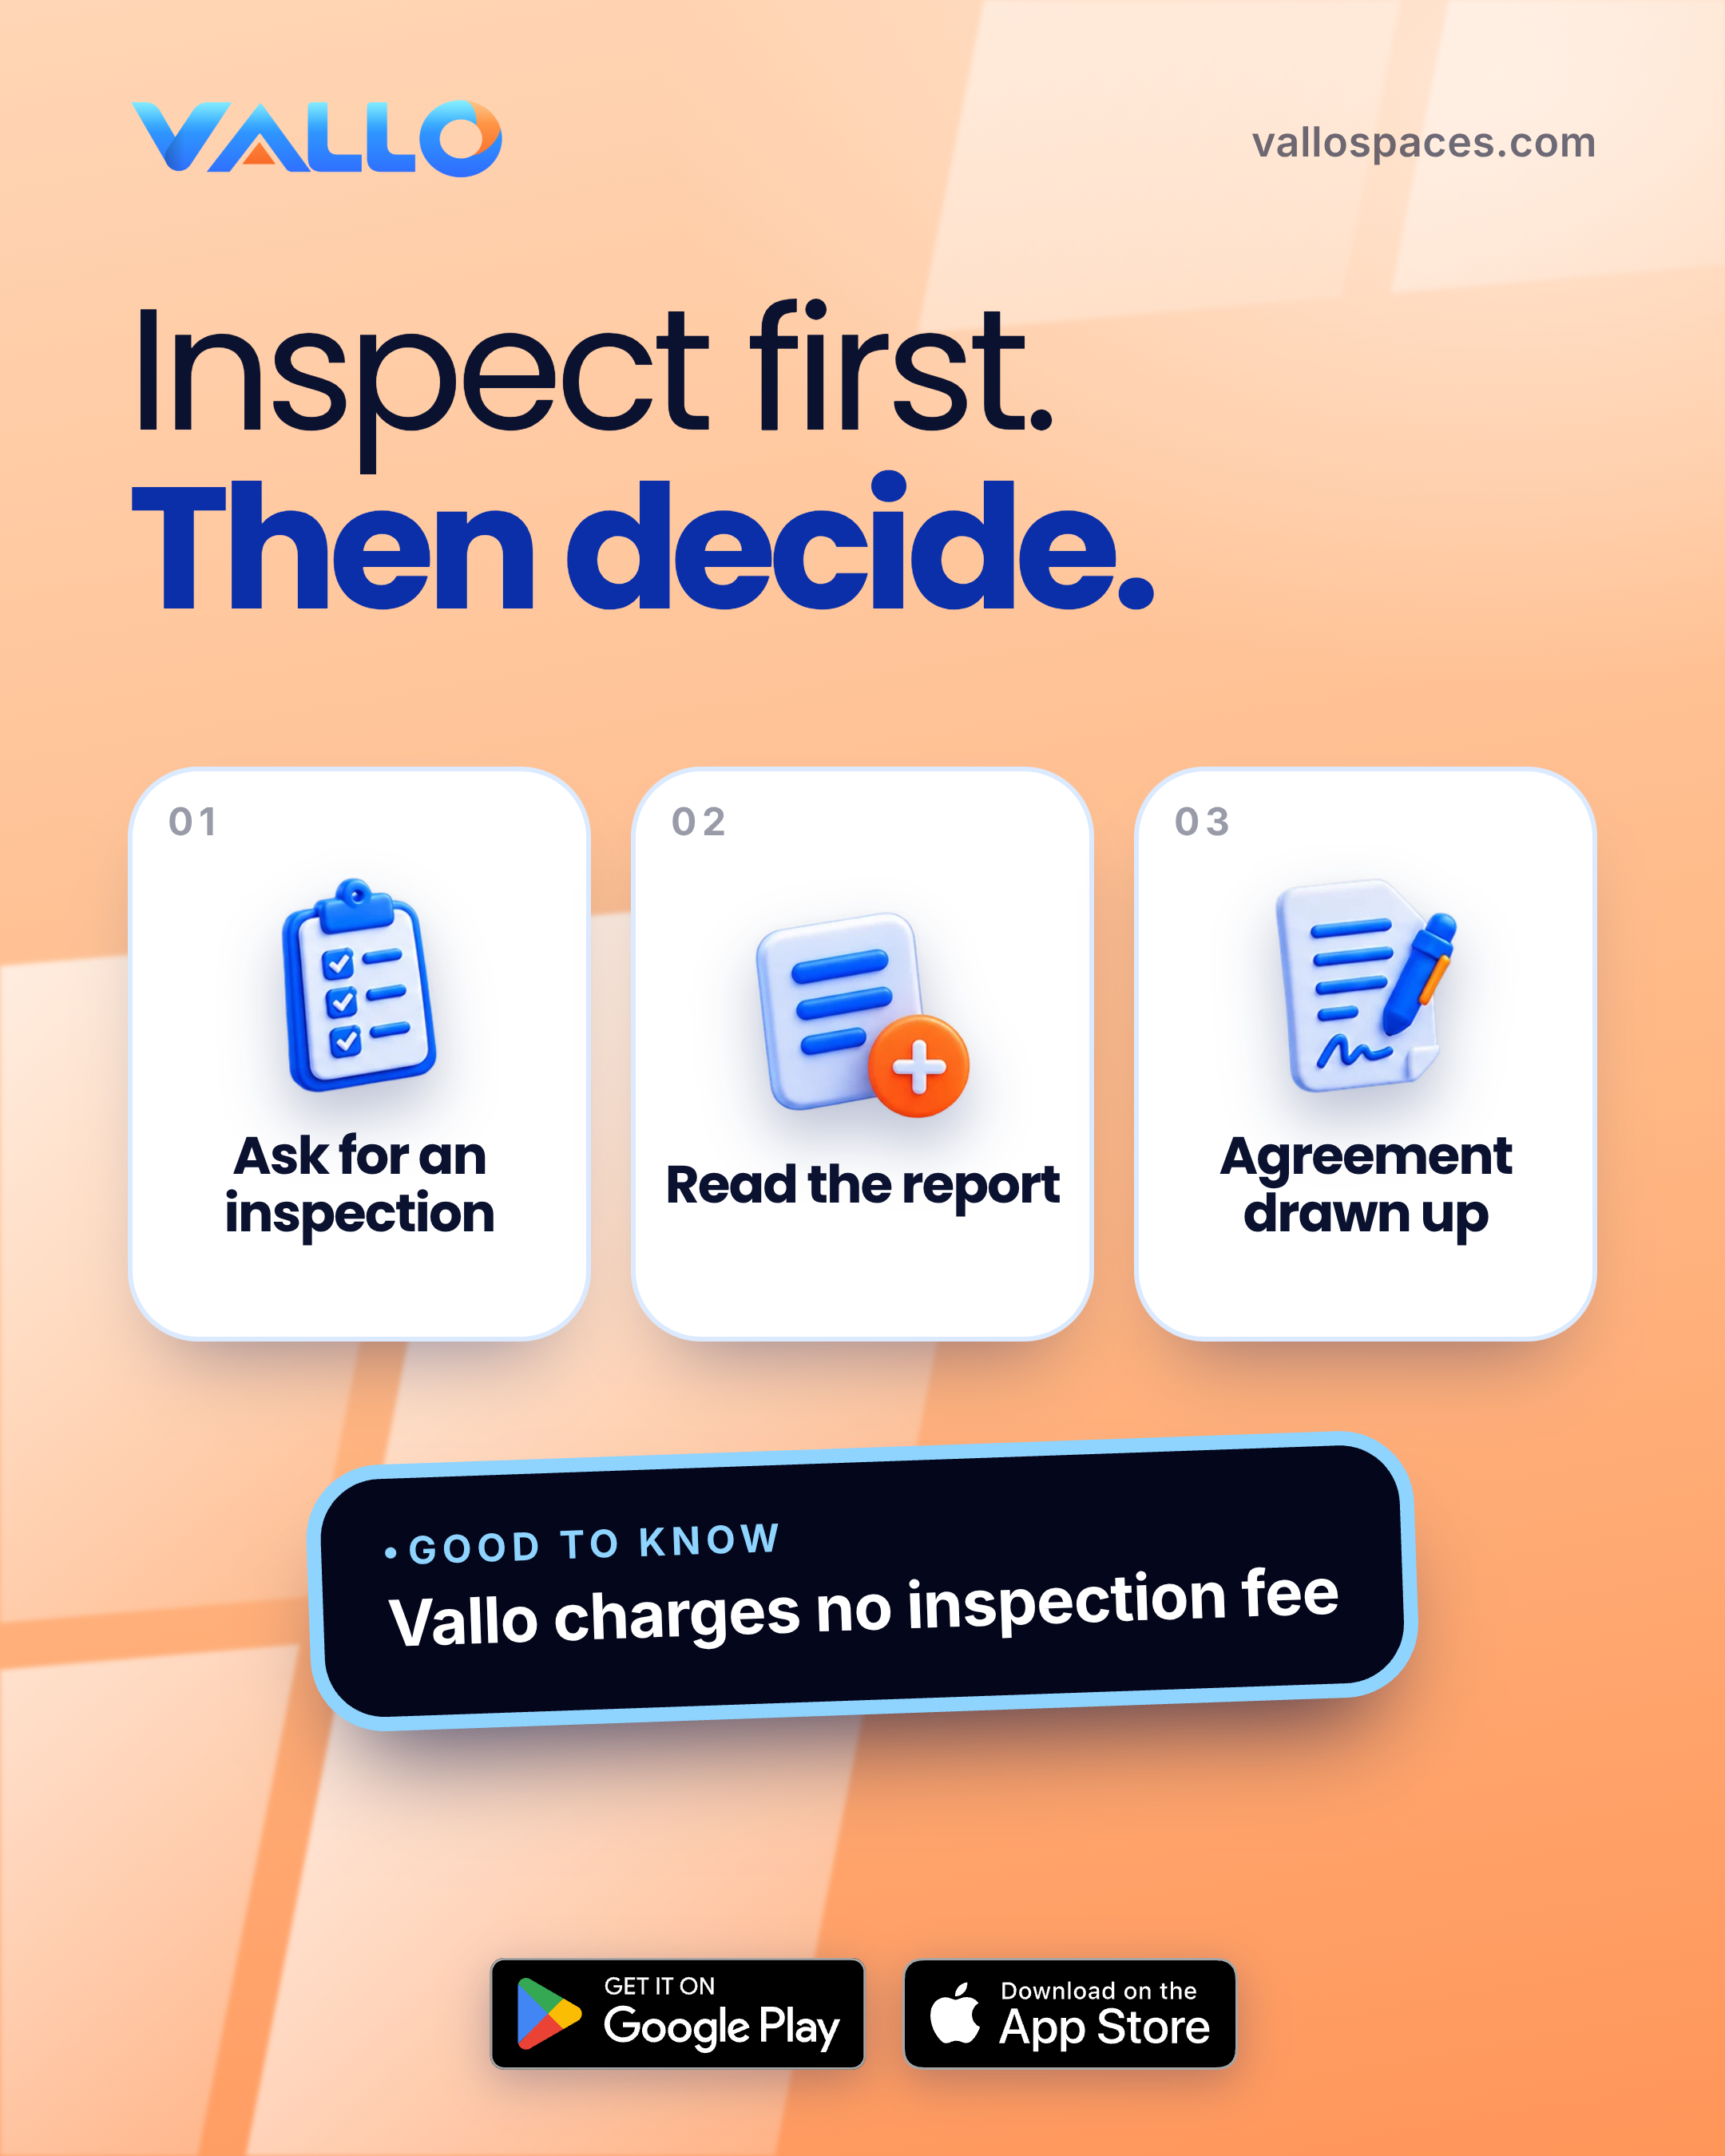 VALLO
vallospaces.com
Inspect first.
Then decide.
01
Ask for an
inspection
02
Read the report
03
Agreement
drawn up
• GOOD TO KNOW
Vallo charges no inspection fee
GET IT ON
Google Play
Download on the
App Store